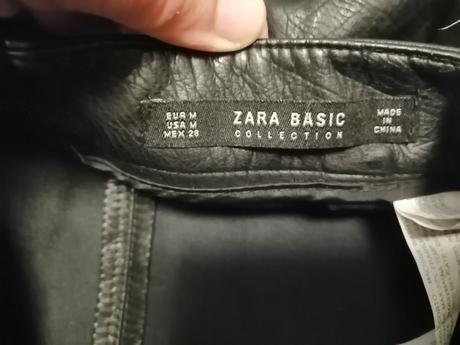 EUR M
USA M
MEX 28
ZARA BASIC
COLLECTION
MADE
IN
CHINA